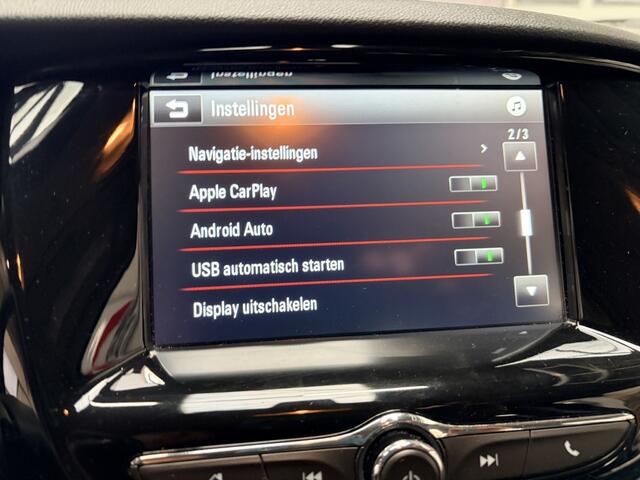 Instellingen
2/3
Navigatie-instellingen
Apple CarPlay
Android Auto
USB automatisch starten
Display uitschakelen